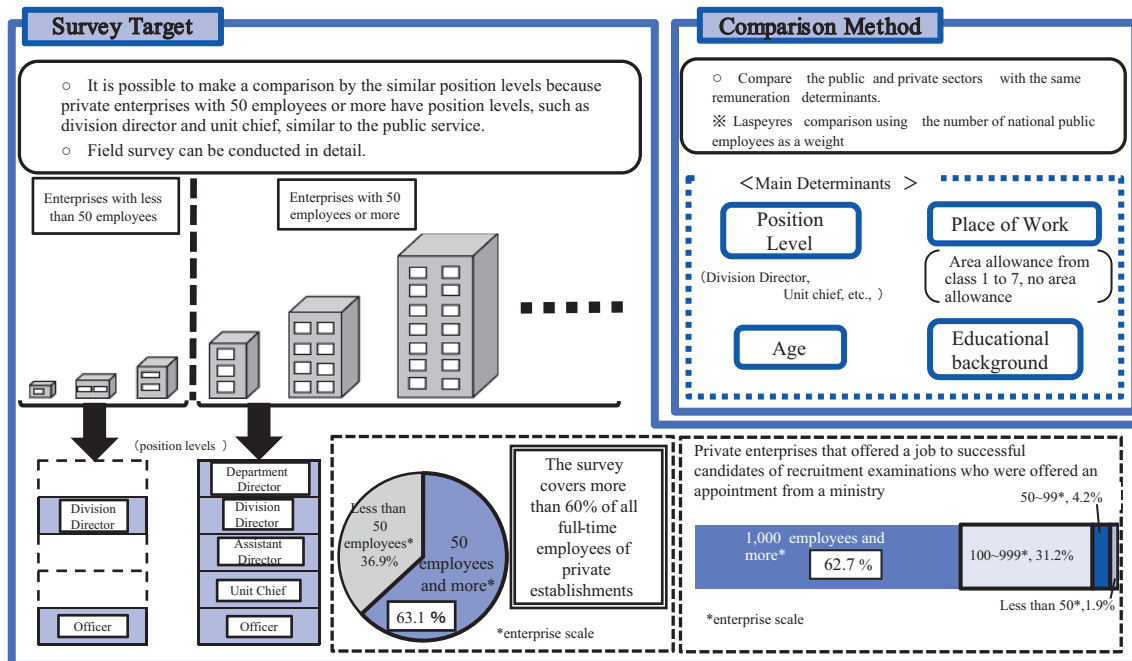 Survey Target
○ It is possible to make a comparison by the similar position levels because
private enterprises with 50 employees or more have position levels, such as
division director and unit chief, similar to the public service.
○ Field survey can be conducted in detail.
Enterprises with less
than 50 employees
Enterprises with 50
employees or more
(position levels )
Division
Director
Officer
Department
Director
Division
Director
Assistant
Director
Unit Chief
Officer
Less than
50
employees*
36.9%
50
employees
and more*
63.1 %
*enterprise scale
The survey
covers more
than 60% of all
full-time
employees of
private
establishments
Comparison Method
○ Compare the public and private sectors with the same
remuneration determinants.
※ Laspeyres comparison using the number of national public
employees as a weight
＜Main Determinants ＞
Position
Level
(Division Director,
Unit chief, etc., )
Place of Work
Area allowance from
class 1 to 7, no area
allowance
Age
Educational
background
Private enterprises that offered a job to successful
candidates of recruitment examinations who were offered an
appointment from a ministry
50~99*, 4.2%
1,000 employees and
more*
62.7 %
100~999*, 31.2%
Less than 50*,1.9%
*enterprise scale